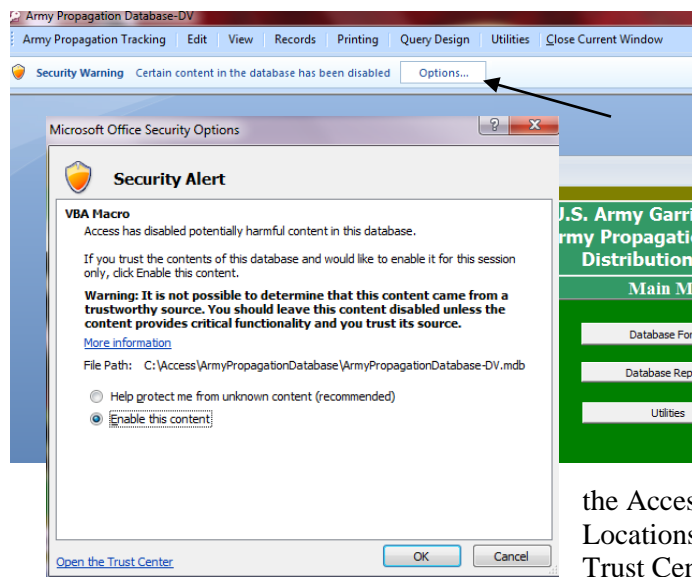 Army Propagation Database-DV
Army Propagation Tracking Edit View Records Printing Query Design Utilities Close Current Window
Security Warning Certain content in the database has been disabled Options...
Microsoft Office Security Options
Security Alert
VBA Macro
Access has disabled potentially harmful content in this database.
If you trust the contents of this database and would like to enable it for this session
only, click Enable this content.
Warning: It is not possible to determine that this content came from a
trustworthy source. You should leave this content disabled unless the
content provides critical functionality and you trust its source.
More information
File Path: C:\Access\ArmyPropagationDatabase\ArmyPropagationDatabase-DV.mdb
Help protect me from unknown content (recommended)
Enable this content
Open the Trust Center
OK Cancel
J.S. Army Garri
rmy Propagati
Distribution
Main M
Database For
Database Rep
Utilities
the Acces
Locations
Trust Cen